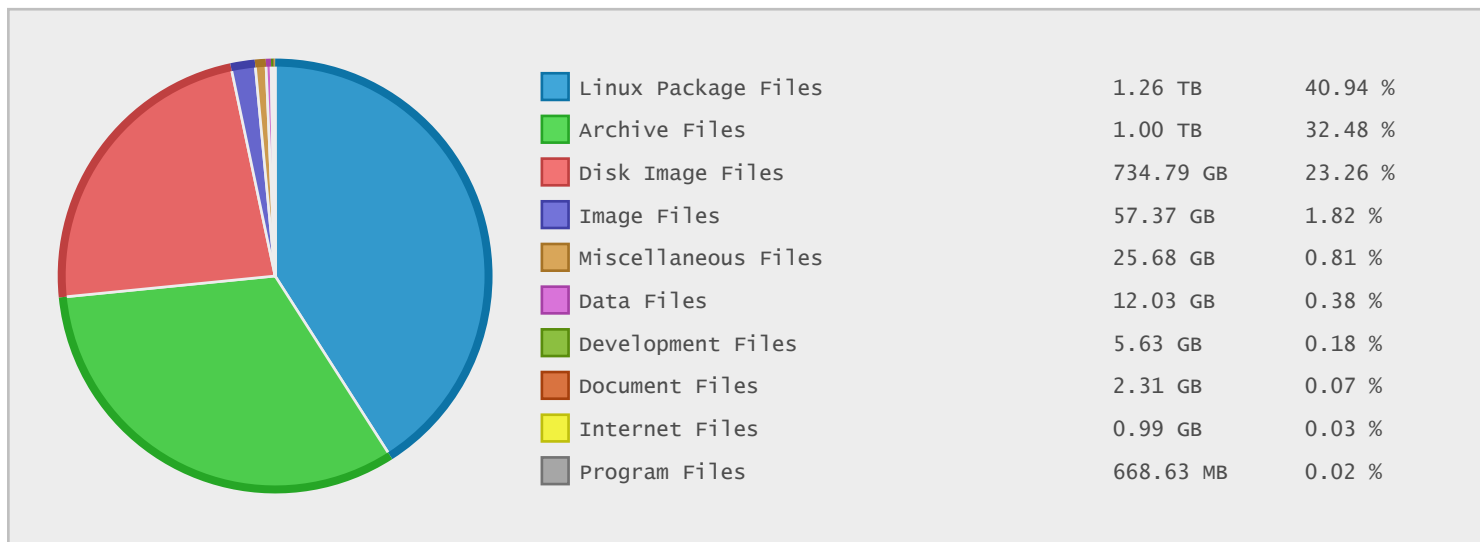 Linux Package Files 1.26 TB 40.94 %
Archive Files 1.00 TB 32.48 %
Disk Image Files 734.79 GB 23.26 %
Image Files 57.37 GB 1.82 %
Miscellaneous Files 25.68 GB 0.81 %
Data Files 12.03 GB 0.38 %
Development Files 5.63 GB 0.18 %
Document Files 2.31 GB 0.07 %
Internet Files 0.99 GB 0.03 %
Program Files 668.63 MB 0.02 %